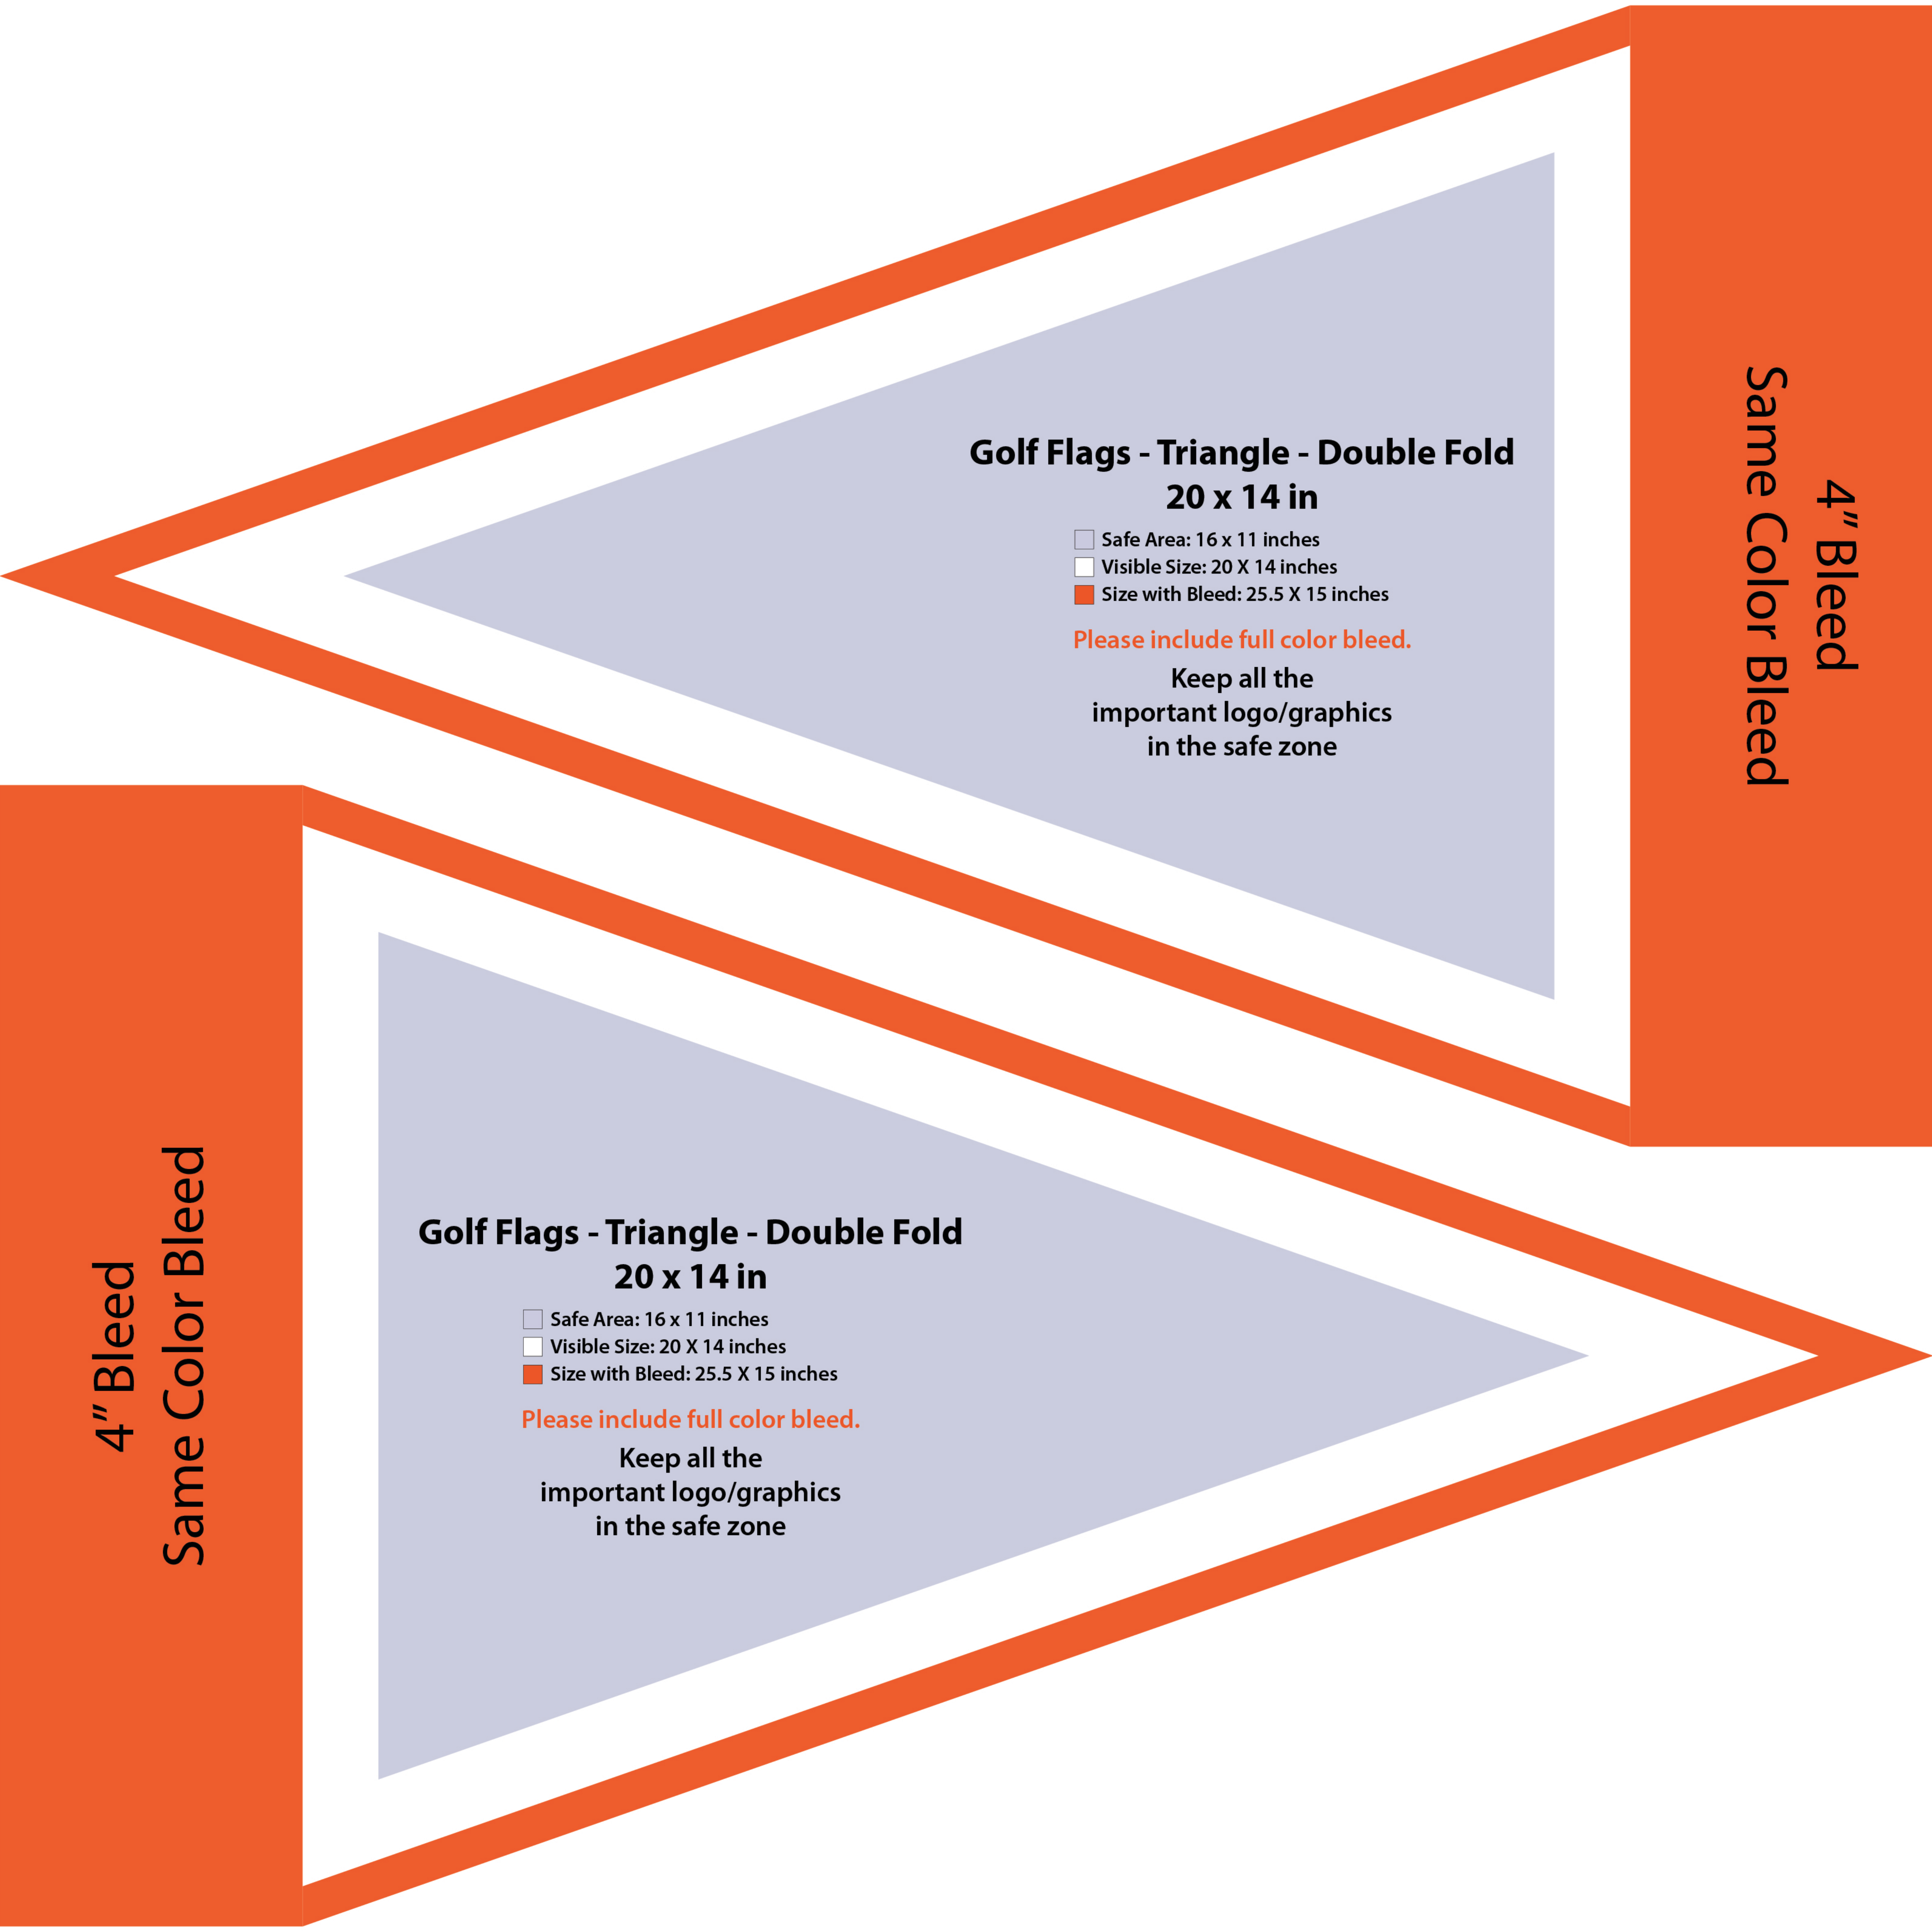 Golf Flags - Triangle - Double Fold
20 x 14 in
Safe Area: 16 x 11 inches
Visible Size: 20 X 14 inches
Size with Bleed: 25.5 X 15 inches
Please include full color bleed.
Keep all the
important logo/graphics
in the safe zone
4” Bleed
Same Color Bleed
4” Bleed
Same Color Bleed
Golf Flags - Triangle - Double Fold
20 x 14 in
Safe Area: 16 x 11 inches
Visible Size: 20 X 14 inches
Size with Bleed: 25.5 X 15 inches
Please include full color bleed.
Keep all the
important logo/graphics
in the safe zone